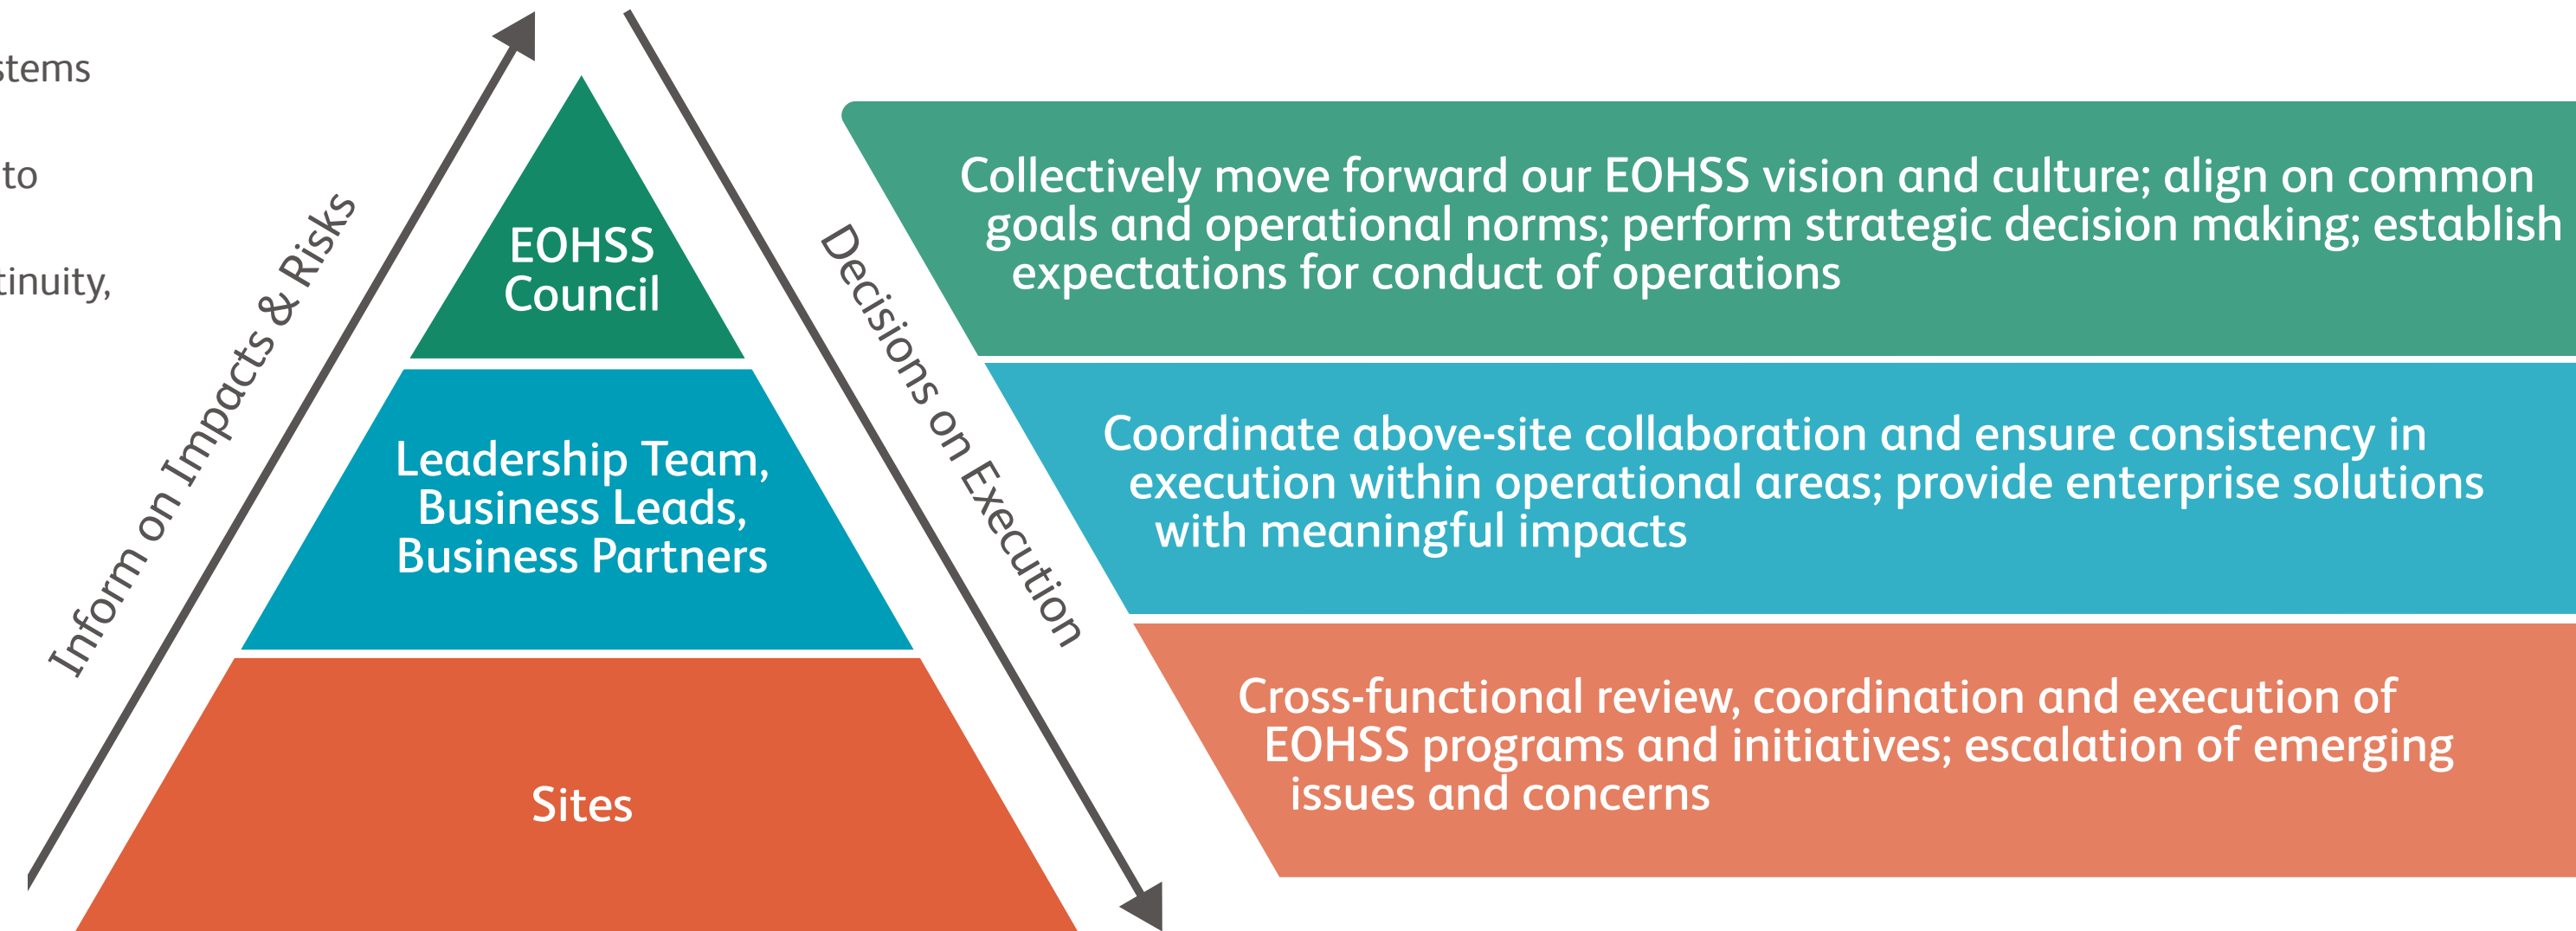 stems
to
tinuity,
Inform on Impacts & Risks
EOHSS
Council
Leadership Team,
Business Leads,
Business Partners
Sites
Decisions on Execution
Collectively move forward our EOHSS vision and culture; align on common
goals and operational norms; perform strategic decision making; establish
expectations for conduct of operations
Coordinate above-site collaboration and ensure consistency in
execution within operational areas; provide enterprise solutions
with meaningful impacts
Cross-functional review, coordination and execution of
EOHSS programs and initiatives; escalation of emerging
issues and concerns